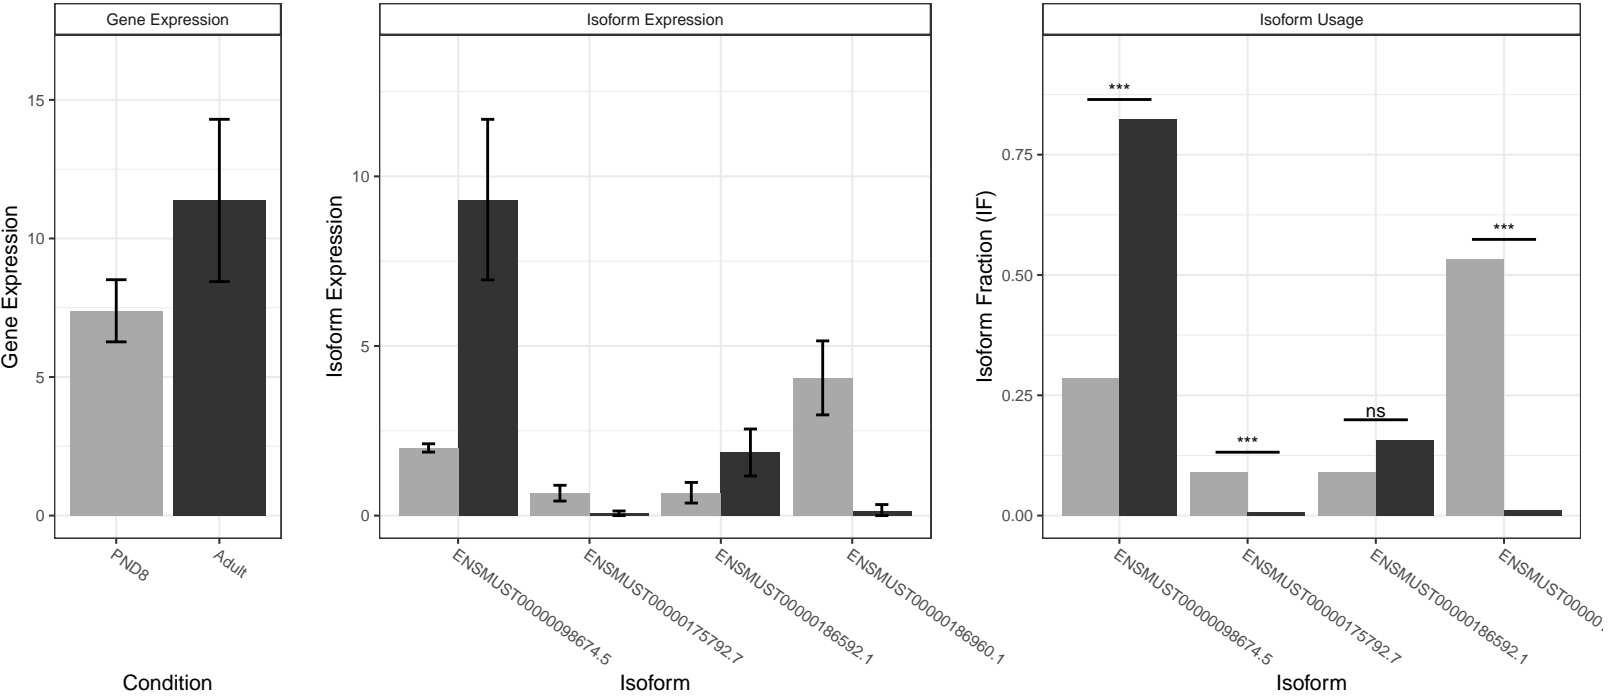 Gene Expression
Isoform Expression
Isoform Usage
Gene Expression
15
10
5
0
PND8
Adult
Condition
Isoform Expression
10
5
0
ENSMUST00000098674.5
ENSMUST00000175792.7
ENSMUST00000186592.1
ENSMUST00000186960.1
Isoform
Isoform Fraction (IF)
0.75
0.50
0.25
0.00
***
***
ns
***
ENSMUST00000098674.5
ENSMUST00000175792.7
ENSMUST00000186592.1
Isoform